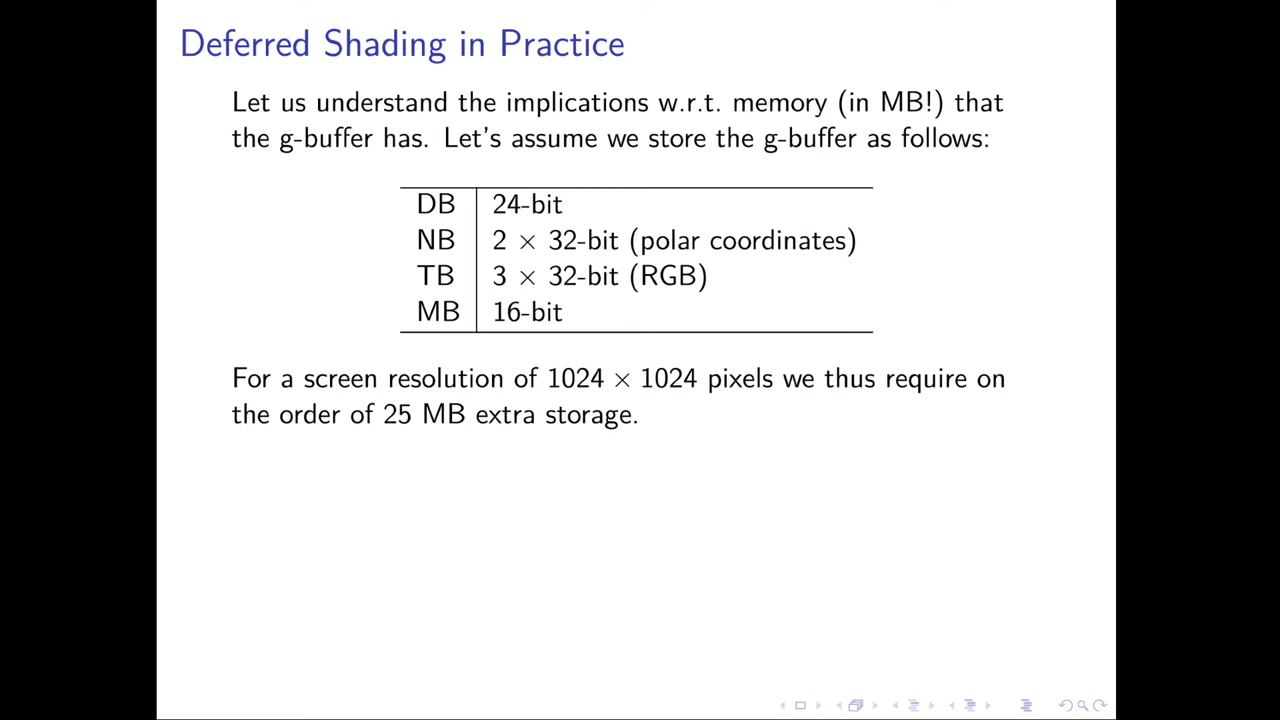 Deferred Shading in Practice
Let us understand the implications w.r.t. memory (in MB!) that
the g-buffer has. Let's assume we store the g-buffer as follows:
DB 24-bit
NB 2 × 32-bit (polar coordinates)
TB 3 × 32-bit (RGB)
MB 16-bit
For a screen resolution of 1024 × 1024 pixels we thus require on
the order of 25 MB extra storage.